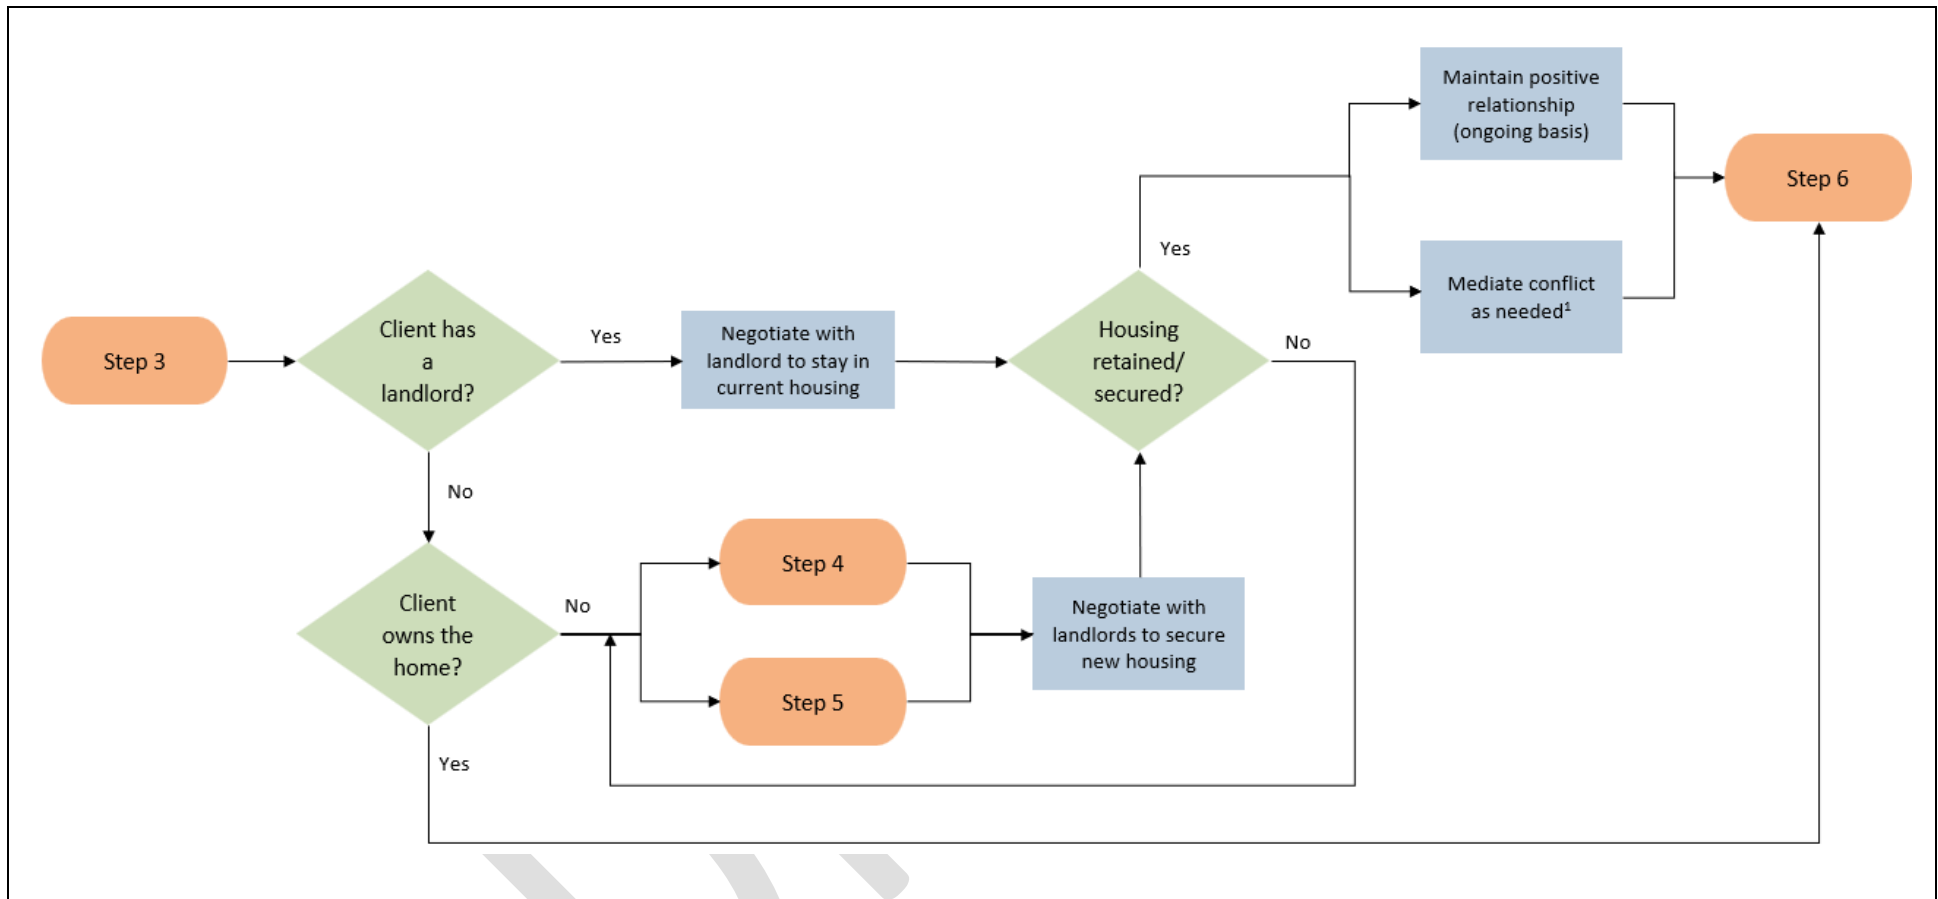 Maintain positive
relationship
(ongoing basis)
Step 6
Yes
Mediate conflict
as needed¹
Client has
a
landlord?
Step 3
Yes
Negotiate with
landlord to stay in
current housing
Housing
retained/
secured?
No
No
Step 4
Client
owns the
home?
No
Negotiate with
landlords to secure
new housing
Step 5
Yes